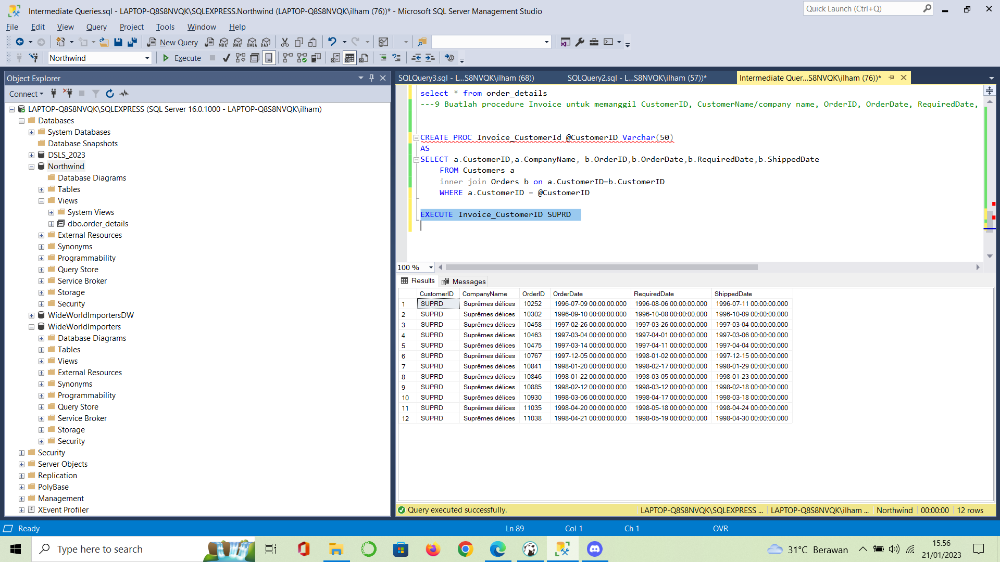 Intermediate Queries.sql - LAPTOP-Q8S8NVQK\SQLEXPRESS.Northwind (LAPTOP-Q8S8NVQK\ilham (76))* - Microsoft SQL Server Management Studio
Quick Launch (Ctrl+Q)
File Edit View Query Project Tools Window Help
New Query MDX DMX XMLA DAX
Northwind Execute
Object Explorer
Connect
LAPTOP-Q8S8NVQK\SQLEXPRESS (SQL Server 16.0.1000 - LAPTOP-Q8S8NVQK\ilham)
Databases
System Databases
Database Snapshots
DSLS_2023
Northwind
Database Diagrams
Tables
Views
System Views
dbo.order_details
External Resources
Synonyms
Programmability
Query Store
Service Broker
Storage
Security
WideWorldImportersDW
WideWorldImporters
Database Diagrams
Tables
Views
External Resources
Synonyms
Programmability
Query Store
Service Broker
Storage
Security
Security
Server Objects
Replication
PolyBase
Management
XEvent Profiler
SQLQuery3.sql - L...S8NVQK\ilham (68)) SQLQuery2.sql - L...S8NVQK\ilham (57))* Intermediate Quer...S8NVQK\ilham (76))*
select * from order_details
---9 Buatlah procedure Invoice untuk memanggil CustomerID, CustomerName/company name, OrderID, OrderDate, RequiredDate,
CREATE PROC Invoice_CustomerId @CustomerID Varchar(50)
AS
SELECT a.CustomerID,a.CompanyName, b.OrderID,b.OrderDate,b.RequiredDate,b.ShippedDate
FROM Customers a
inner join Orders b on a.CustomerID=b.CustomerID
WHERE a.CustomerID = @CustomerID
EXECUTE Invoice_CustomerID SUPRD
100 %
Results Messages
CustomerID CompanyName OrderID OrderDate RequiredDate ShippedDate
1 SUPRD Suprêmes délices 10252 1996-07-09 00:00:00.000 1996-08-06 00:00:00.000 1996-07-11 00:00:00.000
2 SUPRD Suprêmes délices 10302 1996-09-10 00:00:00.000 1996-10-08 00:00:00.000 1996-10-09 00:00:00.000
3 SUPRD Suprêmes délices 10458 1997-02-26 00:00:00.000 1997-03-26 00:00:00.000 1997-03-04 00:00:00.000
4 SUPRD Suprêmes délices 10463 1997-03-04 00:00:00.000 1997-04-01 00:00:00.000 1997-03-06 00:00:00.000
5 SUPRD Suprêmes délices 10475 1997-03-14 00:00:00.000 1997-04-11 00:00:00.000 1997-04-04 00:00:00.000
6 SUPRD Suprêmes délices 10767 1997-12-05 00:00:00.000 1998-01-02 00:00:00.000 1997-12-15 00:00:00.000
7 SUPRD Suprêmes délices 10841 1998-01-20 00:00:00.000 1998-02-17 00:00:00.000 1998-01-29 00:00:00.000
8 SUPRD Suprêmes délices 10846 1998-01-22 00:00:00.000 1998-03-05 00:00:00.000 1998-01-23 00:00:00.000
9 SUPRD Suprêmes délices 10885 1998-02-12 00:00:00.000 1998-03-12 00:00:00.000 1998-02-18 00:00:00.000
10 SUPRD Suprêmes délices 10930 1998-03-06 00:00:00.000 1998-04-17 00:00:00.000 1998-03-18 00:00:00.000
11 SUPRD Suprêmes délices 11035 1998-04-20 00:00:00.000 1998-05-18 00:00:00.000 1998-04-24 00:00:00.000
12 SUPRD Suprêmes délices 11038 1998-04-21 00:00:00.000 1998-05-19 00:00:00.000 1998-04-30 00:00:00.000
Query executed successfully. LAPTOP-Q8S8NVQK\SQLEXPRESS ... LAPTOP-Q8S8NVQK\ilham ... Northwind 00:00:00 12 rows
Ready Ln 89 Col 1 Ch 1 OVR
Type here to search 31°C Berawan 15.56
21/01/2023